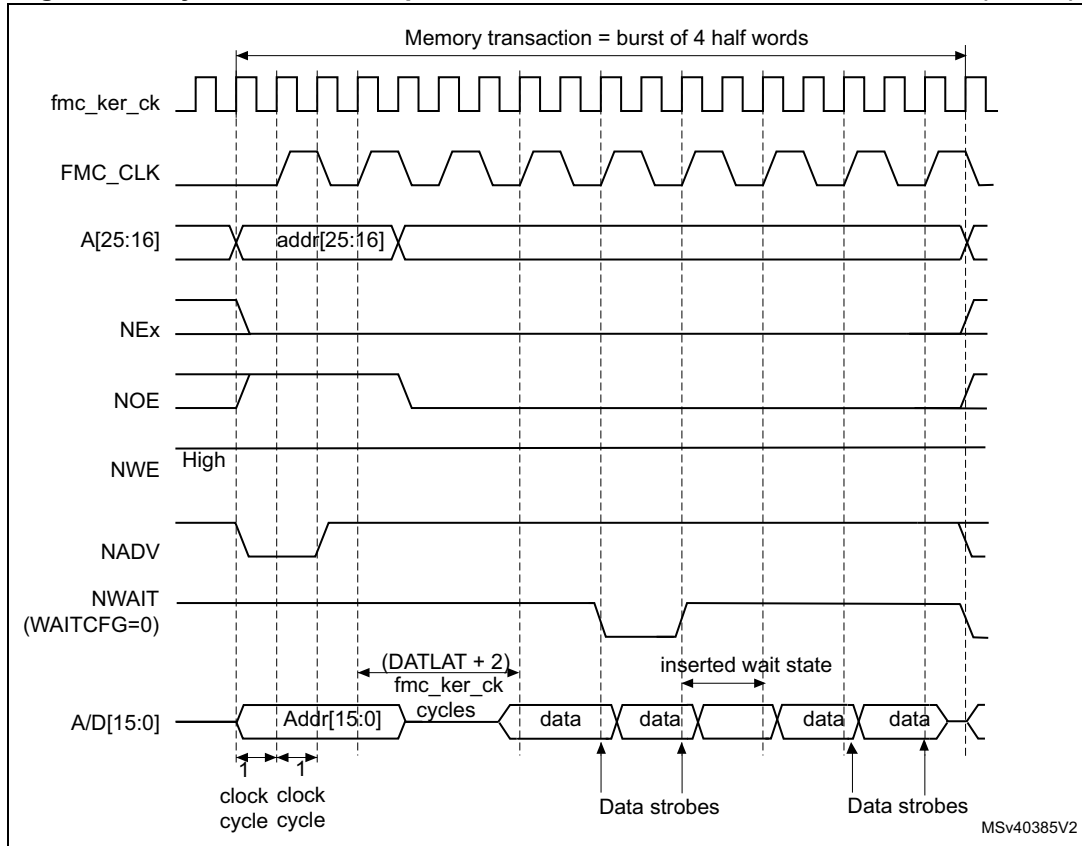 Memory transaction = burst of 4 half words
fmc_ker_ck
FMC_CLK
A[25:16]
addr[25:16]
NEx
NOE
NWE
High
NADV
NWAIT
(WAITCFG=0)
(DATLAT + 2)
fmc_ker_ck
cycles
inserted wait state
A/D[15:0]
Addr[15:0]
data
data
data
data
1
clock
cycle
1
clock
cycle
Data strobes
Data strobes
MSv40385V2